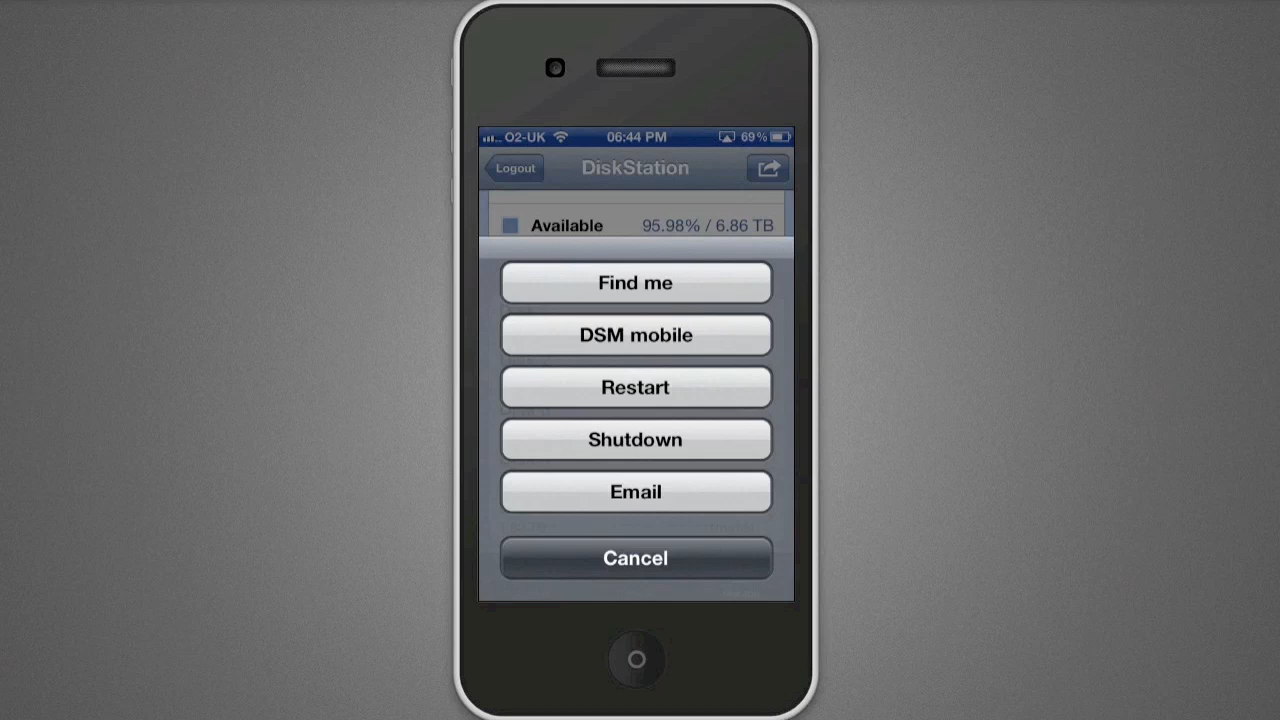 O2-UK 06:44 PM 69%
Logout DiskStation
Available 95.98% / 6.86 TB
Find me
DSM mobile
Restart
Shutdown
Email
Cancel